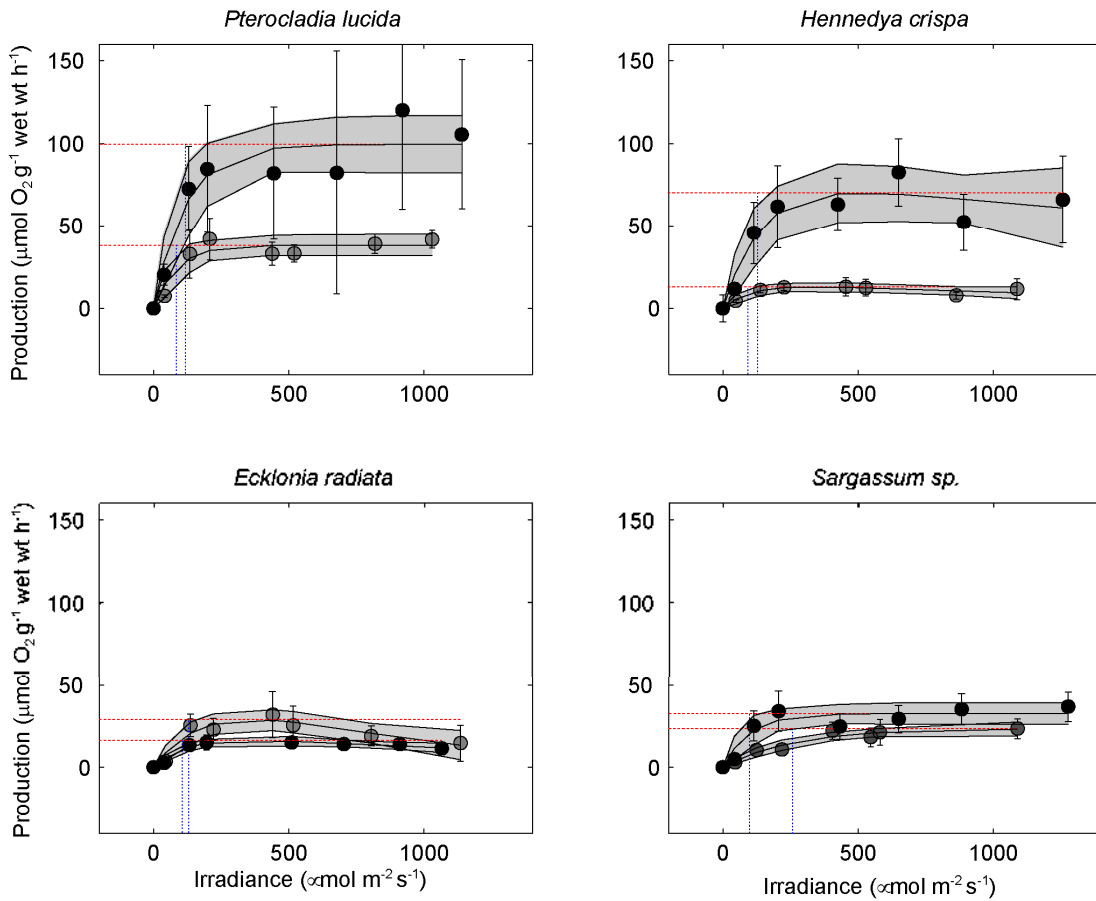 Pterocladia lucida
Hennedya crispa
Production (μmol O₂ g⁻¹ wet wt h⁻¹)
150
100
50
0
0 500 1000
150
100
50
0
0 500 1000
Ecklonia radiata
Sargassum sp.
Production (μmol O₂ g⁻¹ wet wt h⁻¹)
150
100
50
0
0 500 1000
Irradiance (∝mol m⁻² s⁻¹)
150
100
50
0
0 500 1000
Irradiance (∝mol m⁻² s⁻¹)